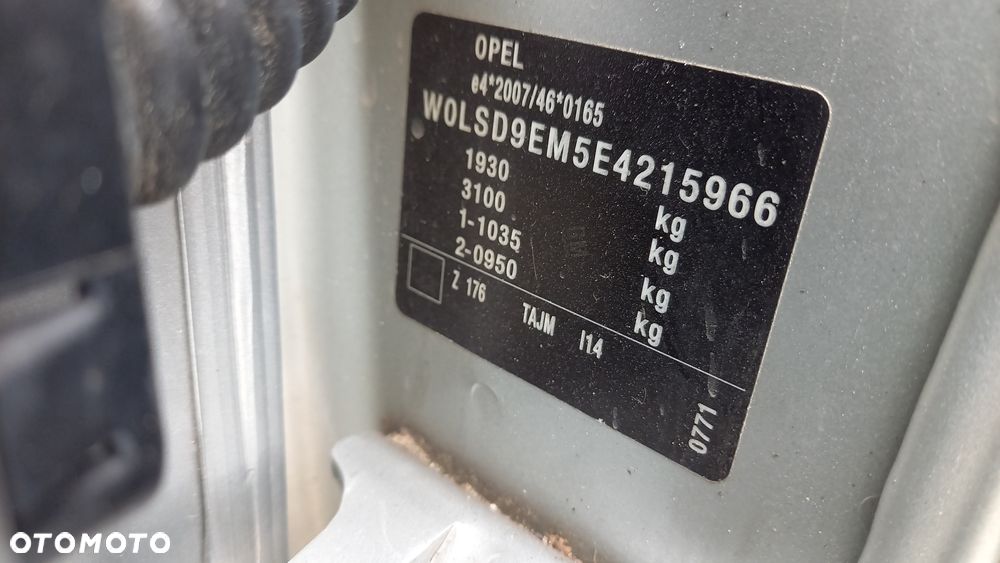 OPEL
e4*2007/46*0165
W0LSD9EM5E4215966
1930 kg
3100 kg
1-1035 kg
2-0950 kg
Z 176 TAJM I14
0771
OTOMOTO